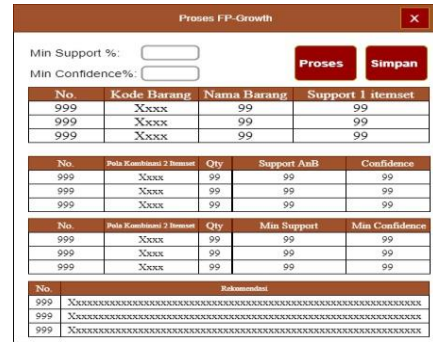 Proses FP-Growth X
Min Support %:
Min Confidence%:
Proses Simpan
No. Kode Barang Nama Barang Support 1 itemset
999 Xxxx 99 99
999 Xxxx 99 99
999 Xxxx 99 99
No. Pola Kombinasi 2 Itemset Qty Support AnB Confidence
999 Xxxx 99 99 99
999 Xxxx 99 99 99
999 Xxxx 99 99 99
No. Pola Kombinasi 2 Itemset Qty Min Support Min Confidence
999 Xxxx 99 99 99
999 Xxxx 99 99 99
999 Xxxx 99 99 99
No. Rekomendasi
999 Xxxxxxxxxxxxxxxxxxxxxxxxxxxxxxxxxxxxxxxxxxxxxxxxxxxxxxxxx
999 Xxxxxxxxxxxxxxxxxxxxxxxxxxxxxxxxxxxxxxxxxxxxxxxxxxxxxxxxx
999 Xxxxxxxxxxxxxxxxxxxxxxxxxxxxxxxxxxxxxxxxxxxxxxxxxxxxxxxxx